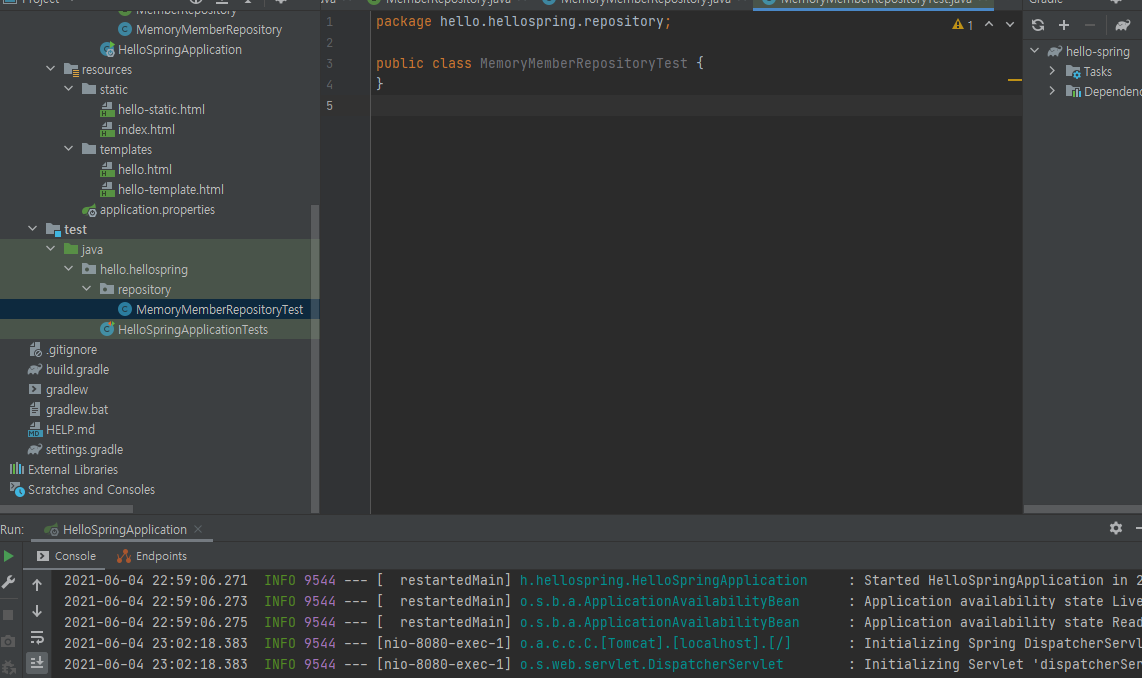 Project
MemberRepository
MemoryMemberRepository
HelloSpringApplication
resources
static
hello-static.html
index.html
templates
hello.html
hello-template.html
application.properties
test
java
hello.hellospring
repository
MemoryMemberRepositoryTest
HelloSpringApplicationTests
.gitignore
build.gradle
gradlew
gradlew.bat
HELP.md
settings.gradle
External Libraries
Scratches and Consoles
MemberRepository.java MemoryMemberRepository.java MemoryMemberRepositoryTest.java
1 package hello.hellospring.repository;
2
3 public class MemoryMemberRepositoryTest {
4 }
5
1
Gradle
hello-spring
Tasks
Dependenc
Run: HelloSpringApplication
Console Endpoints
2021-06-04 22:59:06.271 INFO 9544 --- [ restartedMain] h.hellospring.HelloSpringApplication : Started HelloSpringApplication in 2
2021-06-04 22:59:06.273 INFO 9544 --- [ restartedMain] o.s.b.a.ApplicationAvailabilityBean : Application availability state Live
2021-06-04 22:59:06.275 INFO 9544 --- [ restartedMain] o.s.b.a.ApplicationAvailabilityBean : Application availability state Read
2021-06-04 23:02:18.383 INFO 9544 --- [nio-8080-exec-1] o.a.c.c.C.[Tomcat].[localhost].[/] : Initializing Spring DispatcherServl
2021-06-04 23:02:18.383 INFO 9544 --- [nio-8080-exec-1] o.s.web.servlet.DispatcherServlet : Initializing Servlet 'dispatcherSer